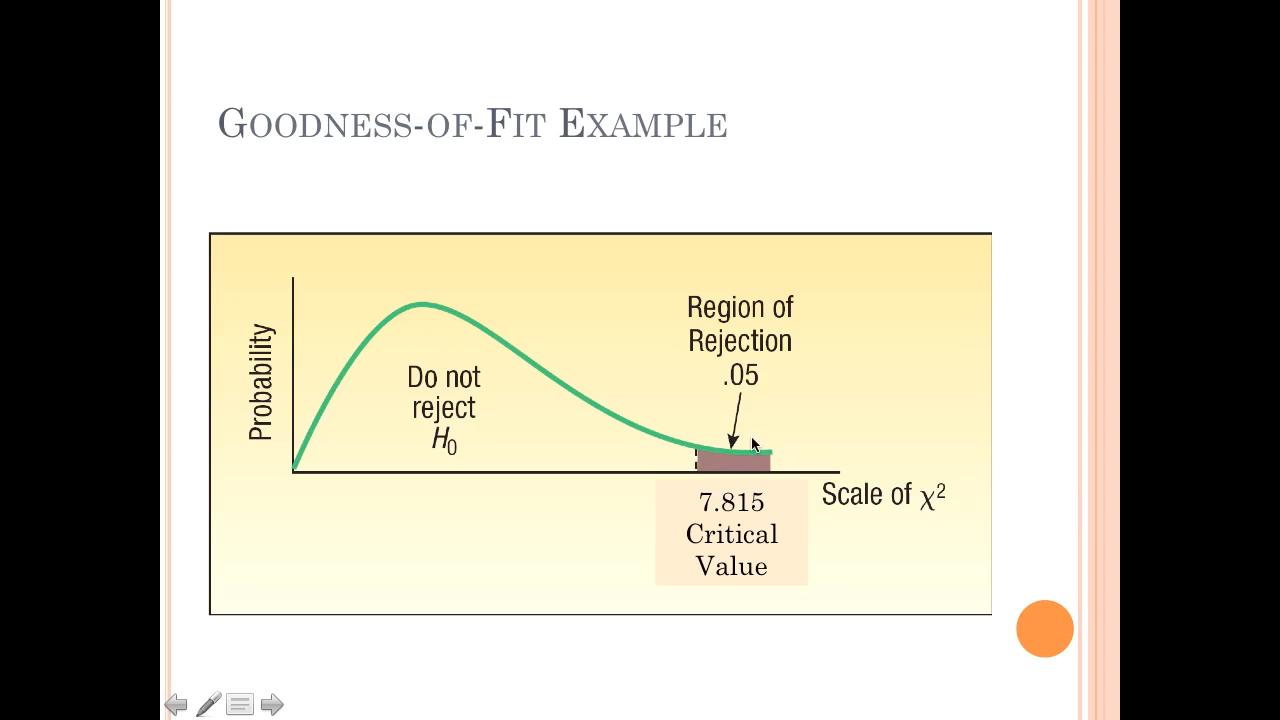 GOODNESS-OF-FIT EXAMPLE
Probability
Do not
reject
H₀
Region of
Rejection
.05
7.815
Critical
Value
Scale of χ²